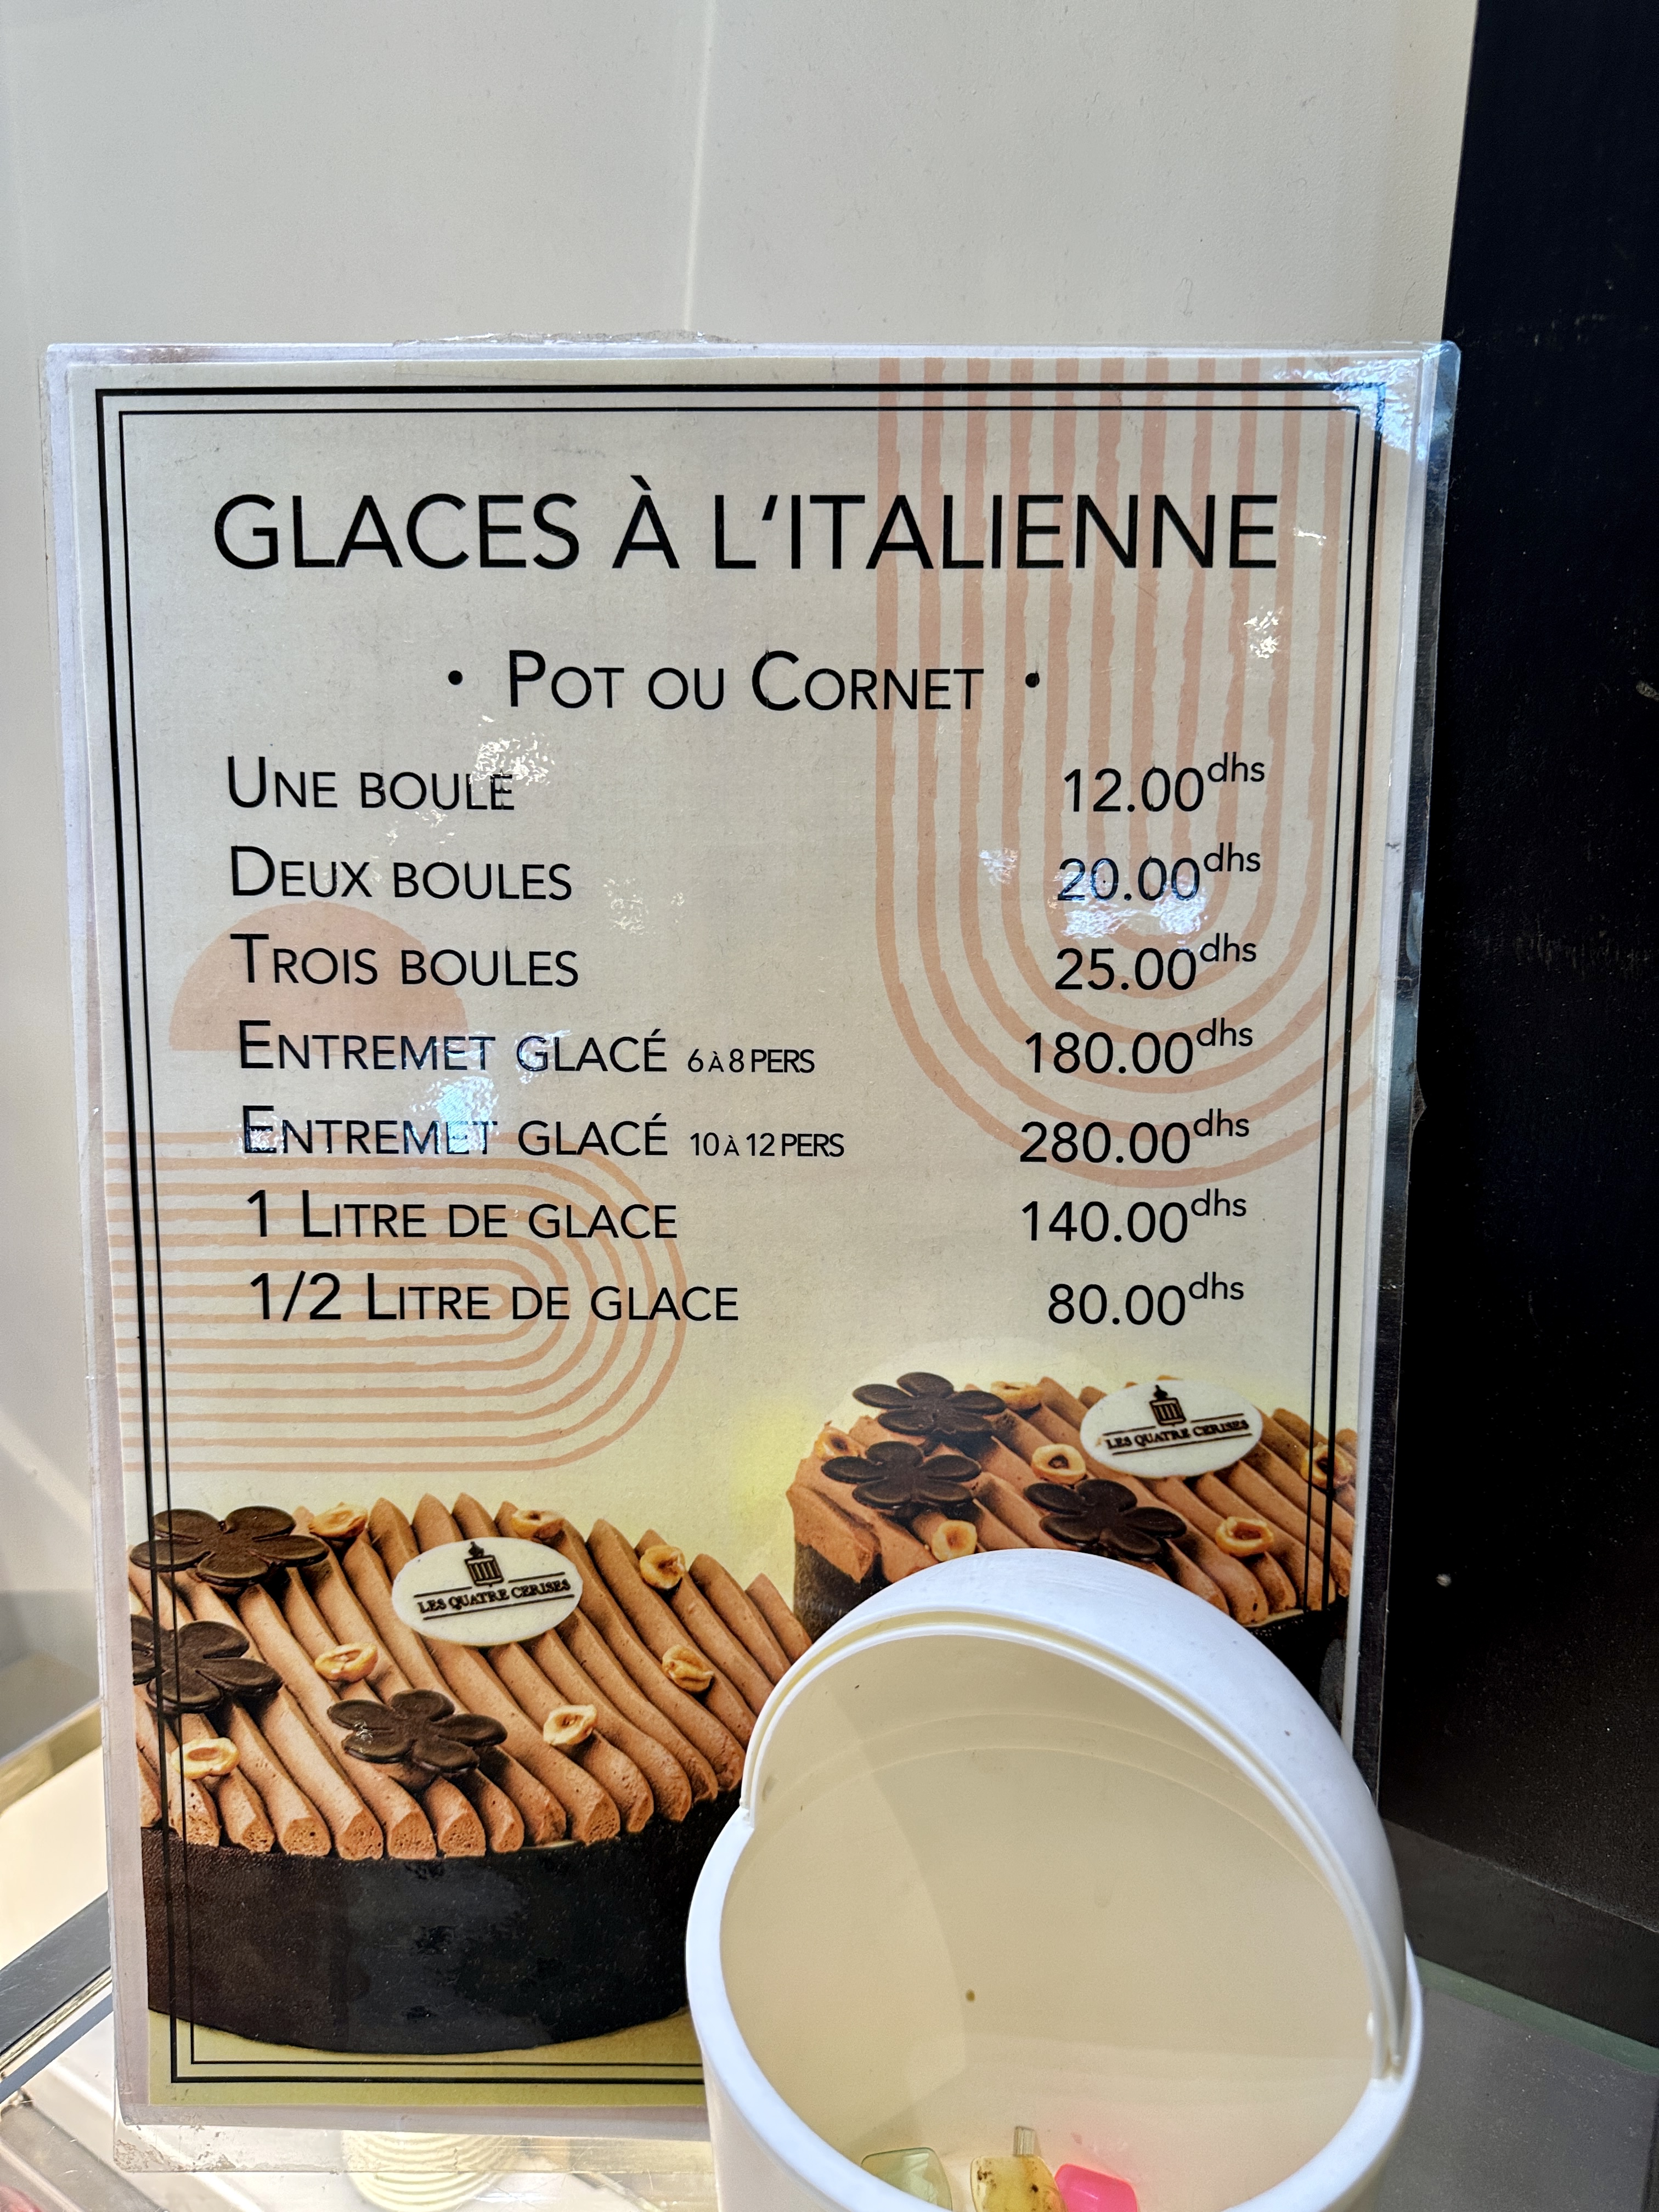 GLACES À L'ITALIENNE
• POT OU CORNET •
UNE BOULE 12.00dhs
DEUX BOULES 20.00dhs
TROIS BOULES 25.00dhs
ENTREMET GLACÉ 6 À 8 PERS 180.00dhs
ENTREMET GLACÉ 10 À 12 PERS 280.00dhs
1 LITRE DE GLACE 140.00dhs
1/2 LITRE DE GLACE 80.00dhs
LES QUATRE CERISES
LES QUATRE CERISES